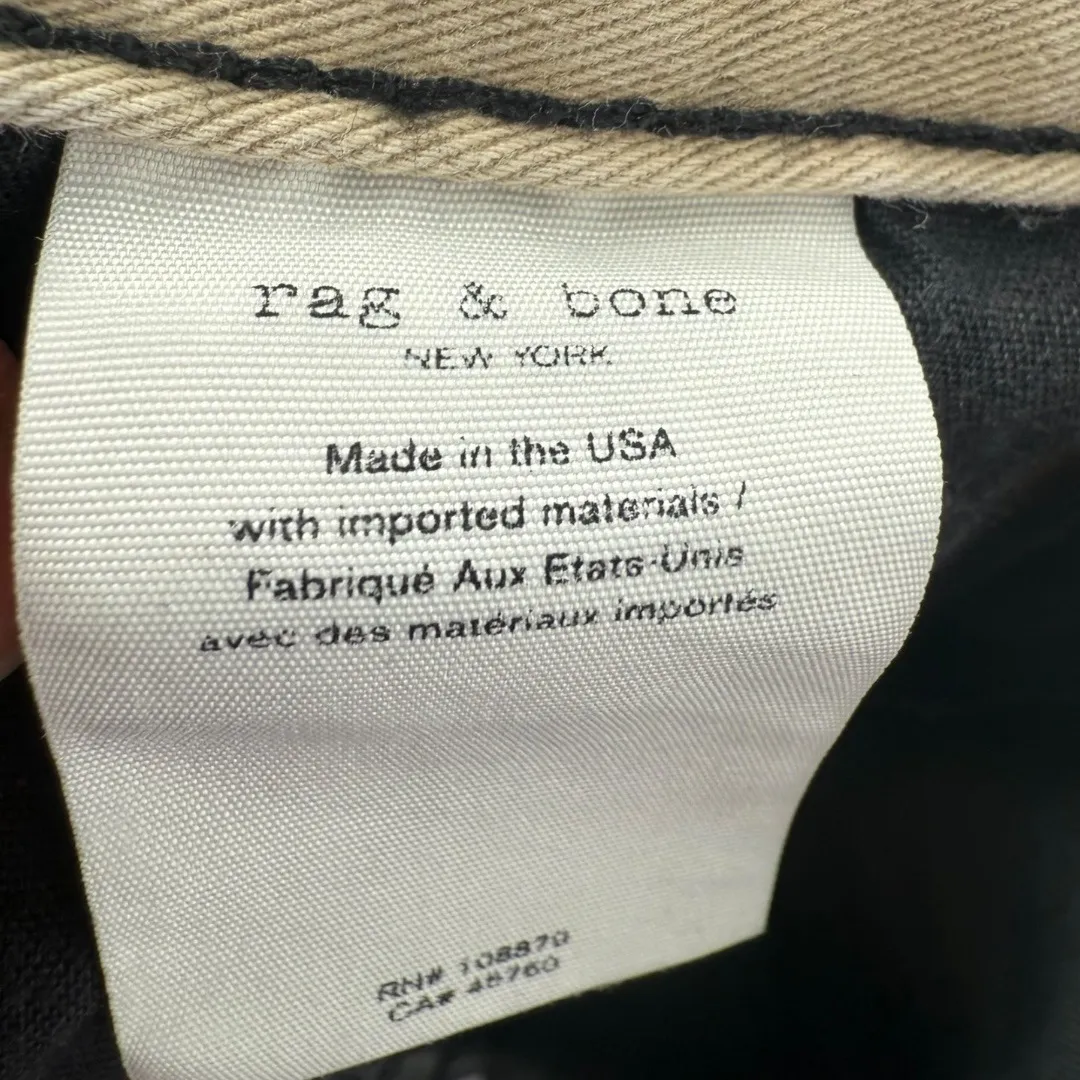 rag & bone
NEW YORK
Made in the USA
with imported materials /
Fabriqué Aux Etats-Unis
avec des matériaux importés
RN# 108870
CA# 45760